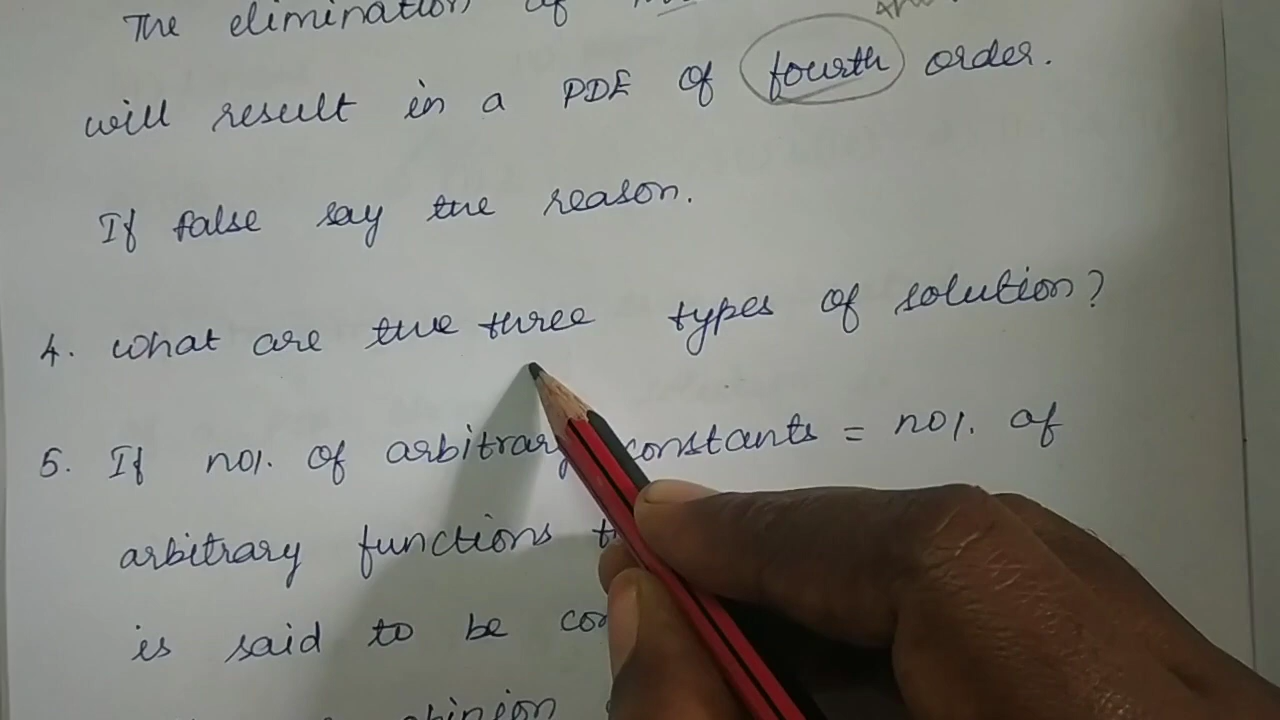 The elimination of
will result in a PDE of fourth order.
If false say the reason.
4. What are the three types of solution?
5. If no/. of arbitrary constants = no/. of
arbitrary functions
is said to be
opinion